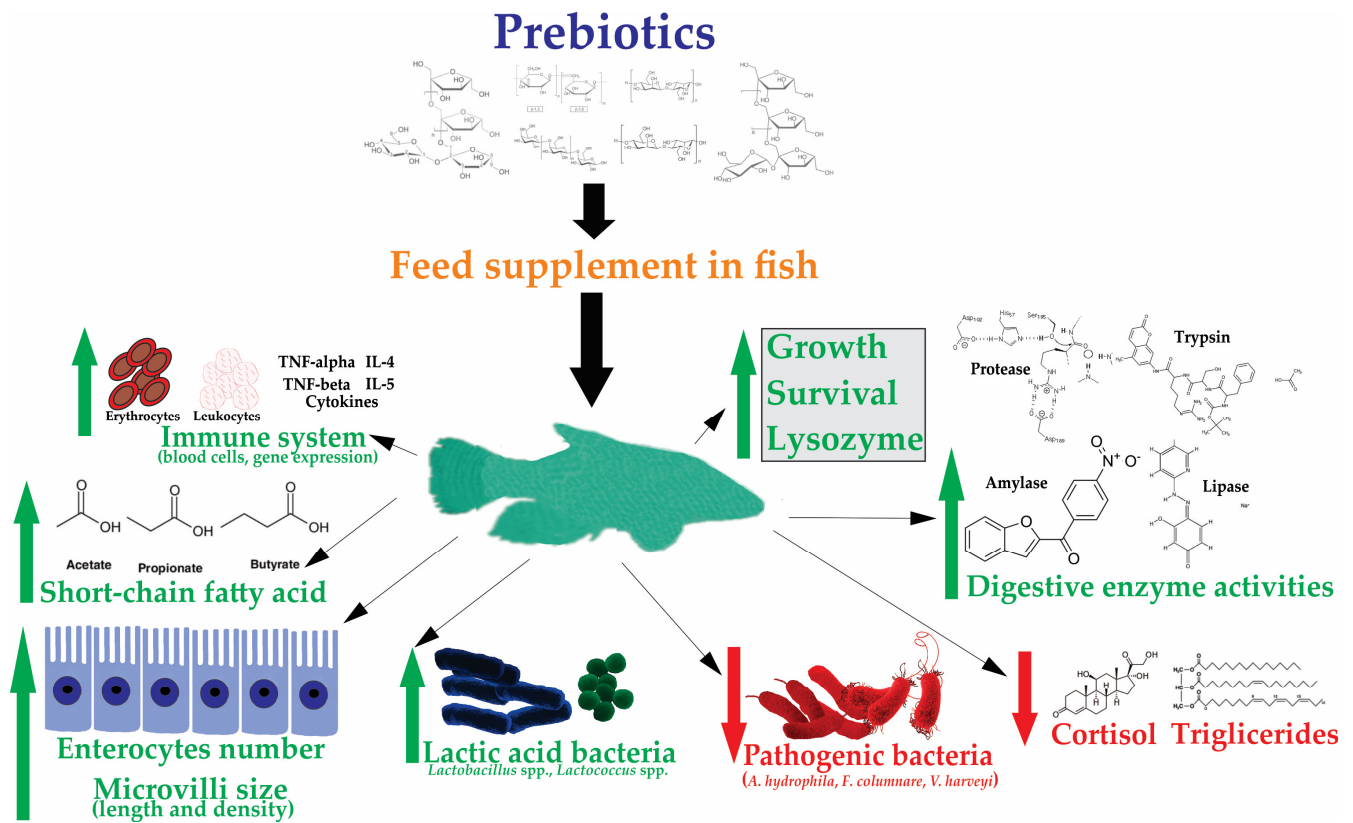 Prebiotics
Feed supplement in fish
Erythrocytes
Leukocytes
TNF-alpha IL-4
TNF-beta IL-5
Cytokines
Immune system
(blood cells, gene expression)
Growth
Survival
Lysozyme
Protease
Trypsin
Amylase
Lipase
Digestive enzyme activities
Acetate
Propionate
Butyrate
Short-chain fatty acid
Enterocytes number
Microvilli size
(length and density)
Lactic acid bacteria
Lactobacillus spp., Lactococcus spp.
Pathogenic bacteria
(A. hydrophila, F. columnare, V. harveyi)
Cortisol Triglicerides